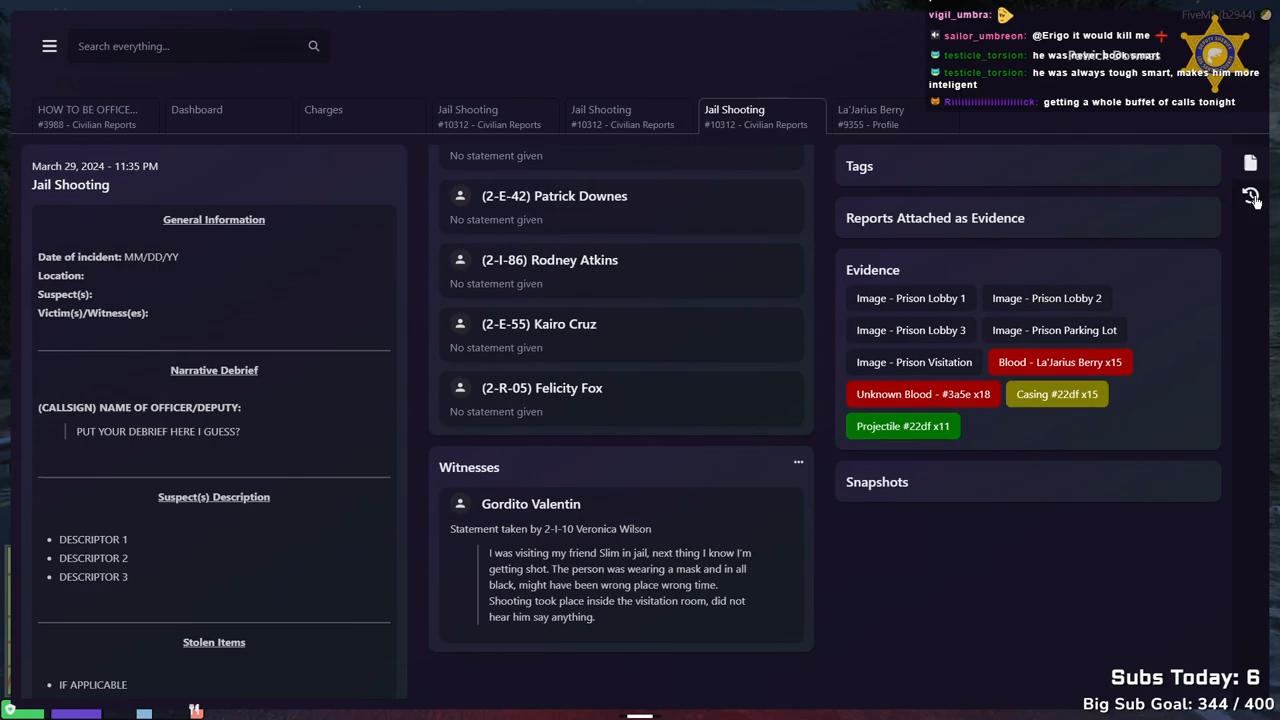 vigil_umbra:
FiveM® (b2944)
sailor_umbreon: @Erigo it would kill me
Patrick Downes
testicle_torsion: he was never book smart
testicle_torsion: he was always tough smart, makes him more
inteligent
Riiiiiiiiiiiiiiiiiiick: getting a whole buffet of calls tonight
Search everything...
HOW TO BE OFFICE...
#3988 - Civilian Reports
Dashboard
Charges
Jail Shooting
#10312 - Civilian Reports
Jail Shooting
#10312 - Civilian Reports
Jail Shooting
#10312 - Civilian Reports
La'Jarius Berry
#9355 - Profile
March 29, 2024 - 11:35 PM
Jail Shooting
General Information
Date of incident: MM/DD/YY
Location:
Suspect(s):
Victim(s)/Witness(es):
Narrative Debrief
(CALLSIGN) NAME OF OFFICER/DEPUTY:
PUT YOUR DEBRIEF HERE I GUESS?
Suspect(s) Description
DESCRIPTOR 1
DESCRIPTOR 2
DESCRIPTOR 3
Stolen Items
IF APPLICABLE
No statement given
(2-E-42) Patrick Downes
No statement given
(2-I-86) Rodney Atkins
No statement given
(2-E-55) Kairo Cruz
No statement given
(2-R-05) Felicity Fox
No statement given
Witnesses
Gordito Valentin
Statement taken by 2-I-10 Veronica Wilson
I was visiting my friend Slim in jail, next thing I know I'm
getting shot. The person was wearing a mask and in all
black, might have been wrong place wrong time.
Shooting took place inside the visitation room, did not
hear him say anything.
Tags
Reports Attached as Evidence
Evidence
Image - Prison Lobby 1
Image - Prison Lobby 2
Image - Prison Lobby 3
Image - Prison Parking Lot
Image - Prison Visitation
Blood - La'Jarius Berry x15
Unknown Blood - #3a5e x18
Casing #22df x15
Projectile #22df x11
Snapshots
Subs Today: 6
Big Sub Goal: 344 / 400